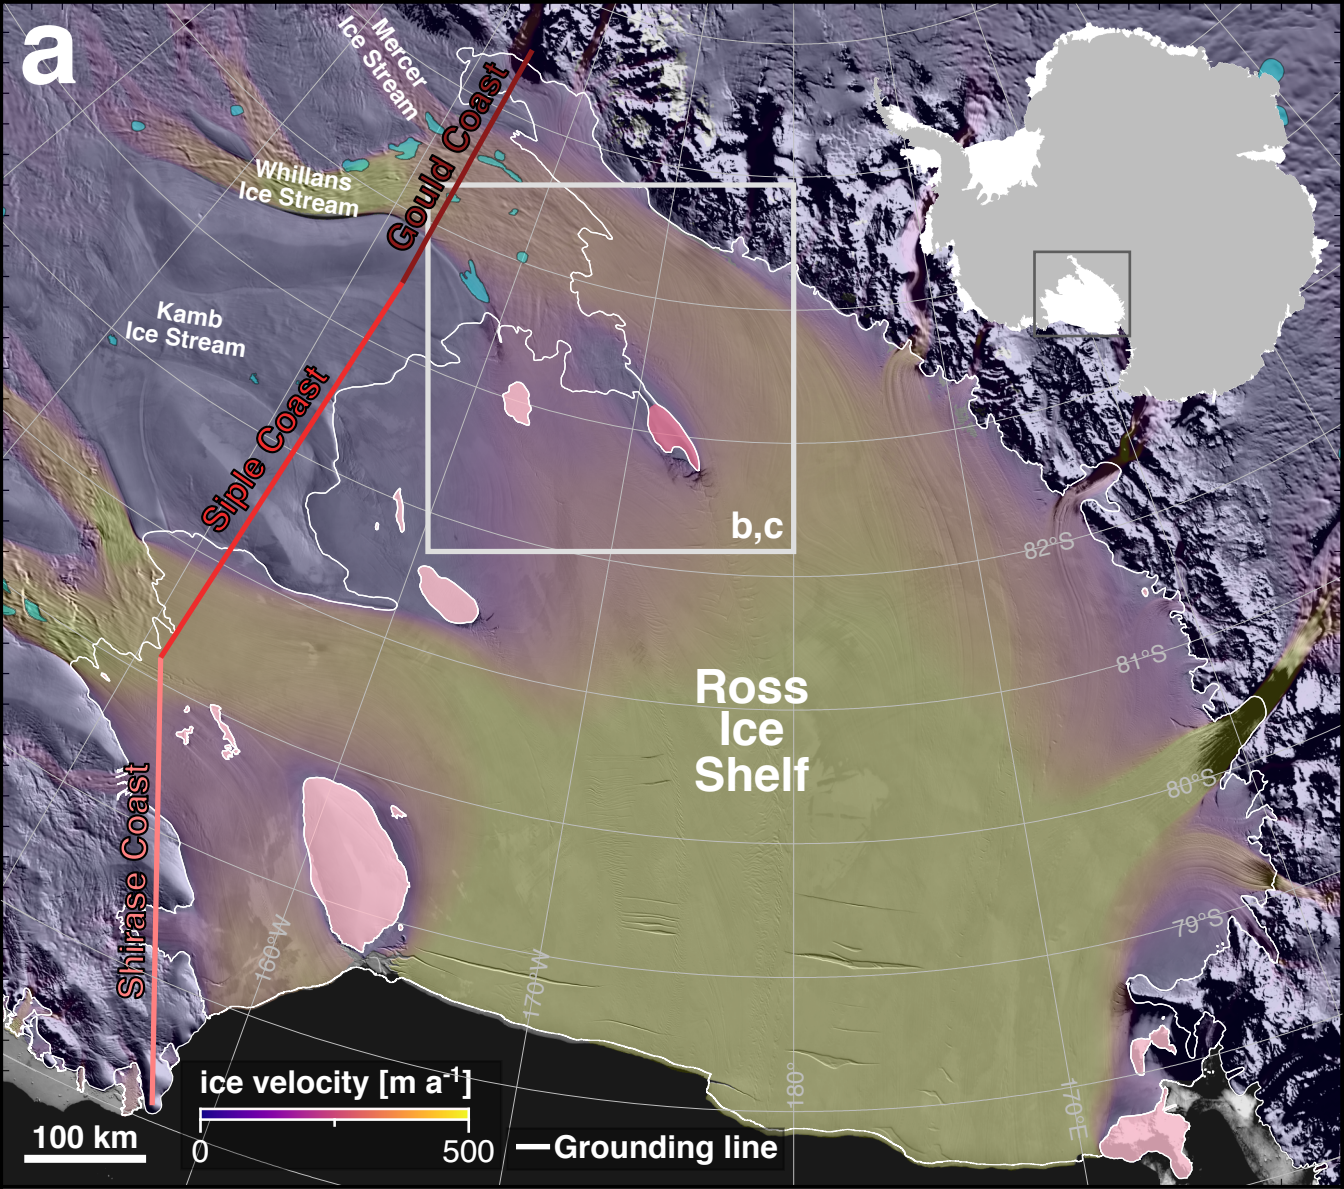 a
Mercer
Ice Stream
Gould Coast
Whillans
Ice Stream
Kamb
Ice Stream
Siple Coast
b,c
82°S
81°S
Ross
Ice
Shelf
80°S
Shirase Coast
79°S
160°W
170°W
180°
170°E
ice velocity [m a-1]
0
500
100 km
Grounding line